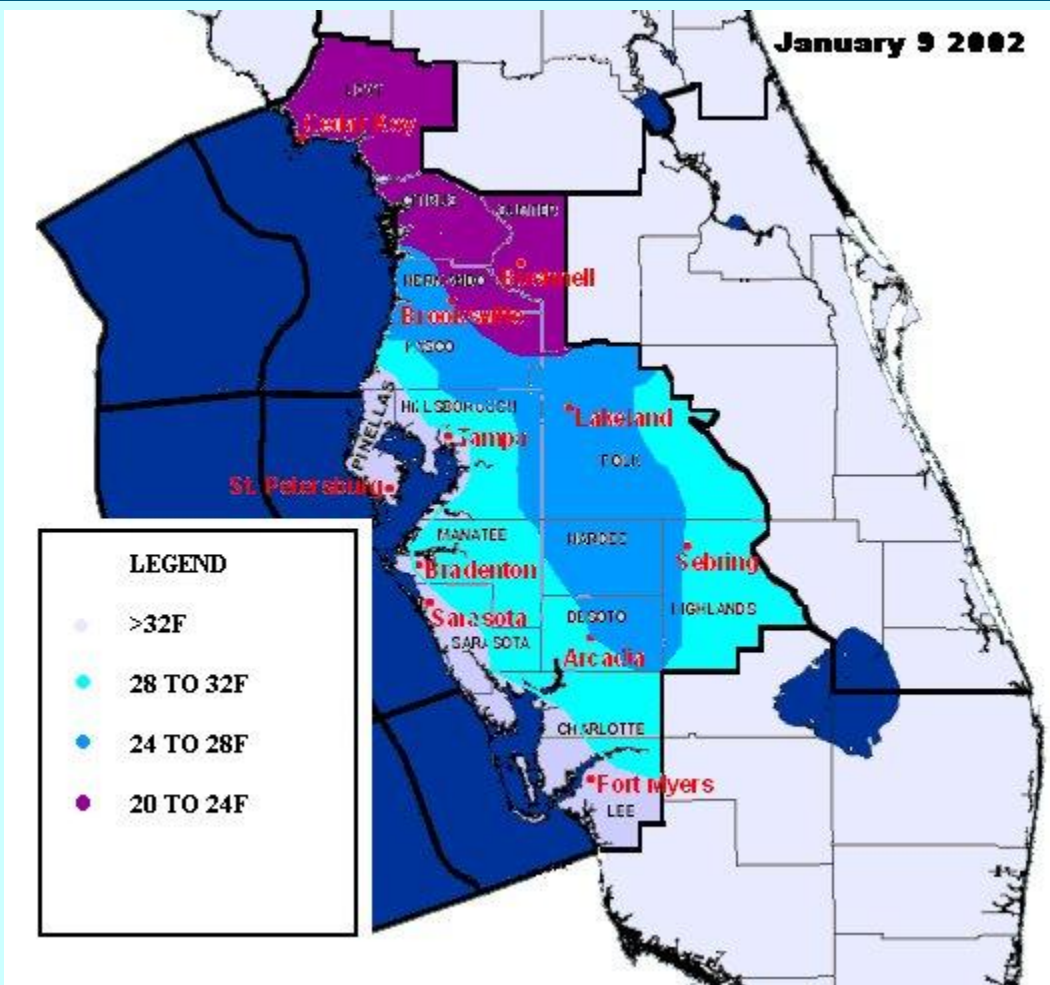 January 9 2002
LEVY
Cedar Key
CITRUS
SUMTER
HERNANDO
Bushnell
Brooksville
PASCO
PINELLAS
HILLSBOROUGH
Lakeland
Tampa
POLK
St. Petersburg
MANATEE
HARDEE
Sebring
Bradenton
HIGHLANDS
Sarasota
DESOTO
SARASOTA
Arcadia
CHARLOTTE
Fort Myers
LEE
LEGEND
>32F
28 TO 32F
24 TO 28F
20 TO 24F